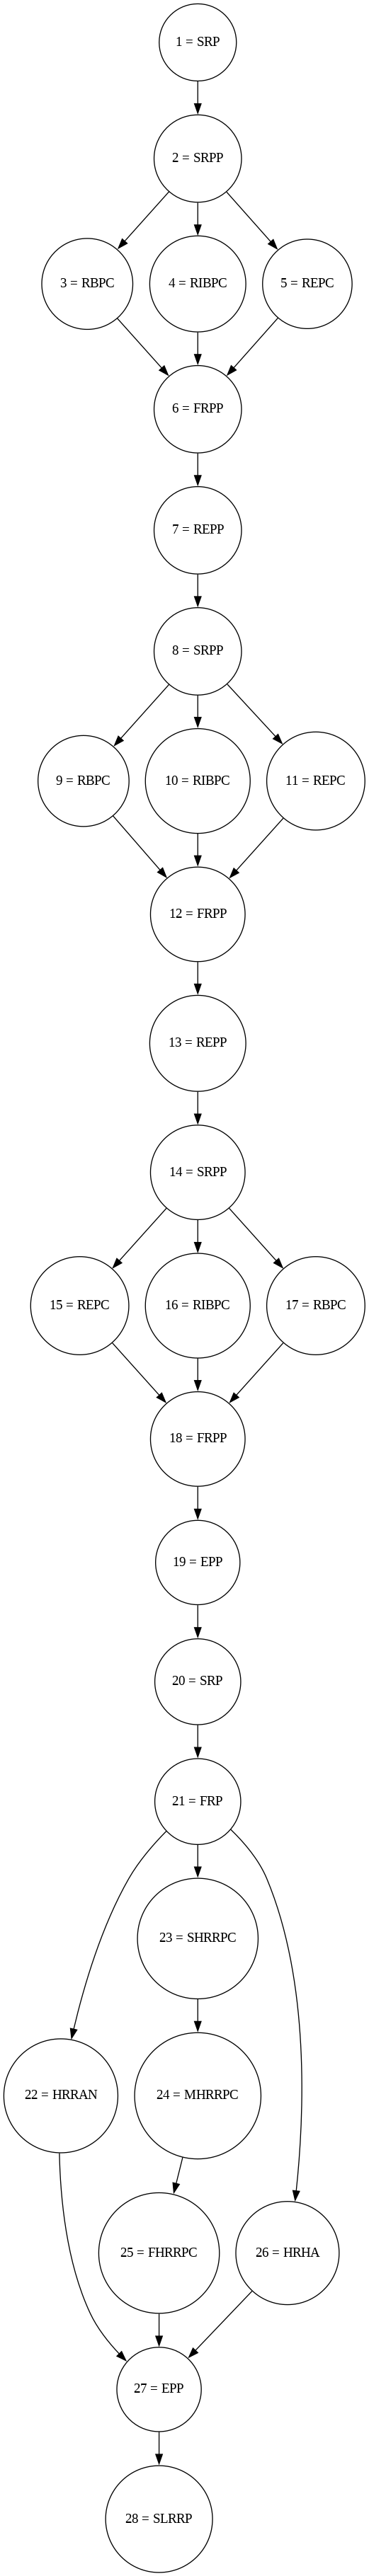 1 = SRP
2 = SRPP
3 = RBPC
4 = RIBPC
5 = REPC
6 = FRPP
7 = REPP
8 = SRPP
9 = RBPC
10 = RIBPC
11 = REPC
12 = FRPP
13 = REPP
14 = SRPP
15 = REPC
16 = RIBPC
17 = RBPC
18 = FRPP
19 = EPP
20 = SRP
21 = FRP
23 = SHRRPC
22 = HRRAN
24 = MHRRPC
25 = FHRRPC
26 = HRHA
27 = EPP
28 = SLRRP